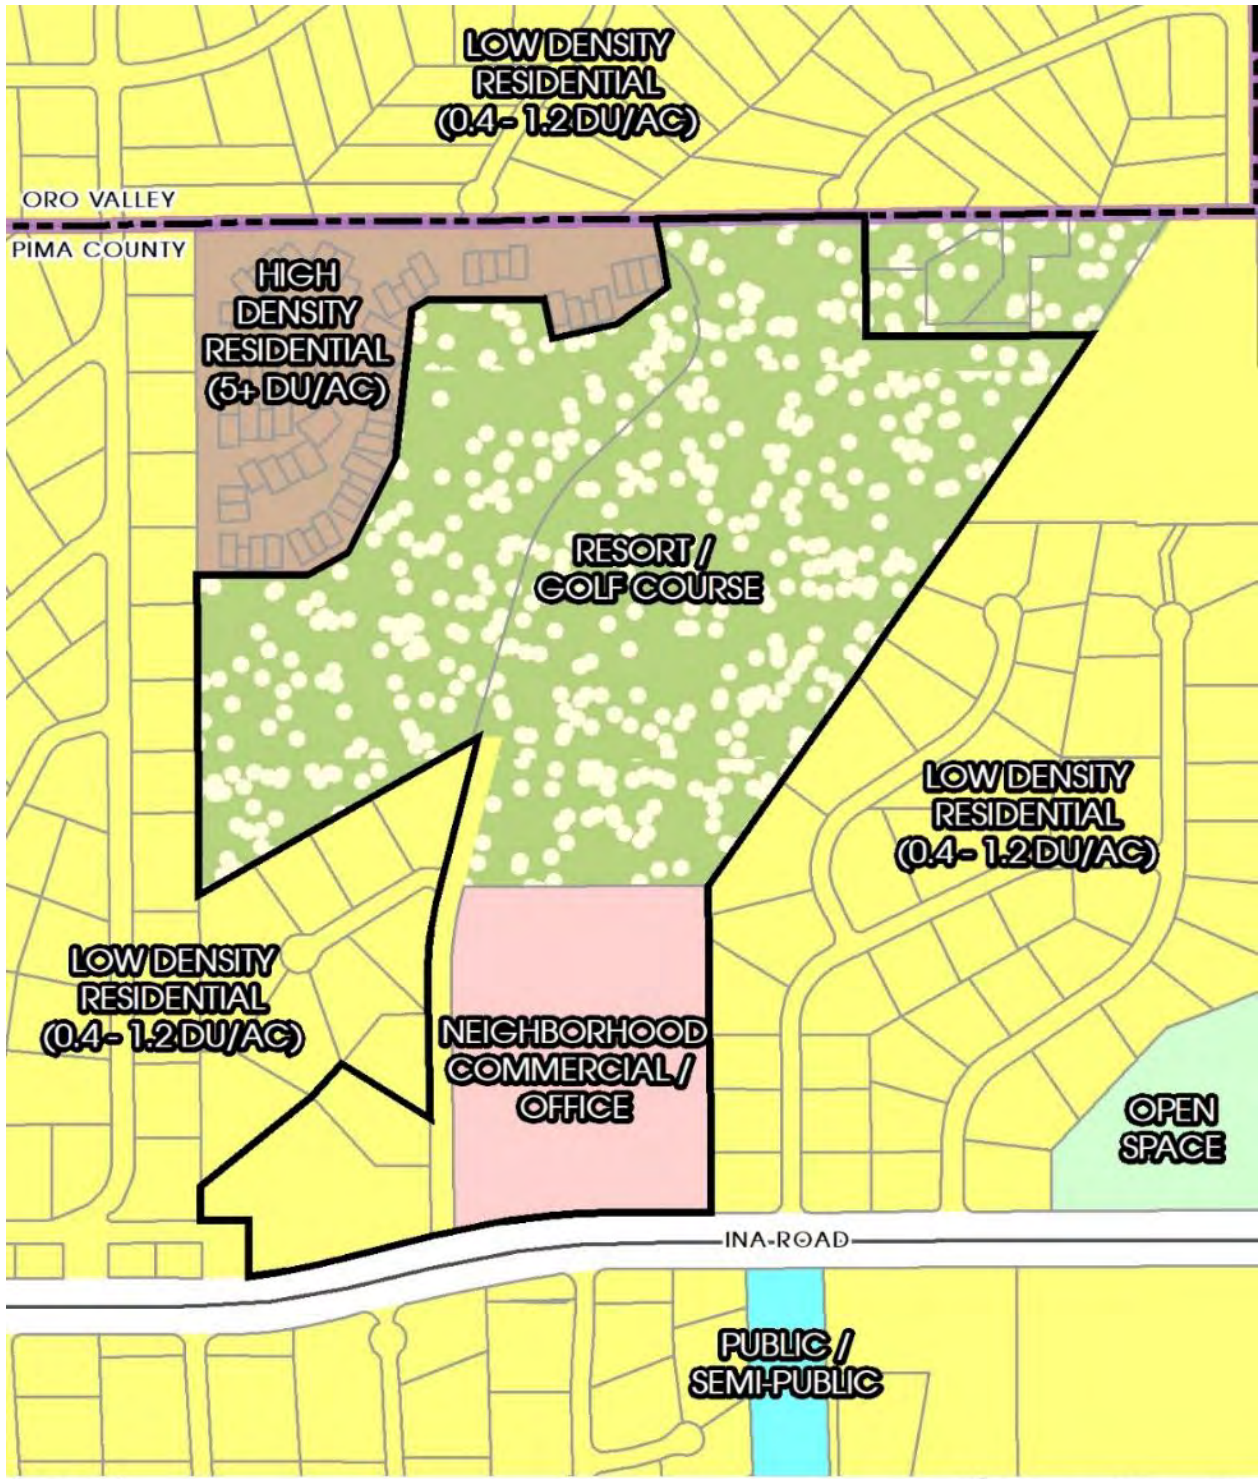 LOW DENSITY
RESIDENTIAL
(0.4 - 1.2 DU/AC)
ORO VALLEY
PIMA COUNTY
HIGH
DENSITY
RESIDENTIAL
(5+ DU/AC)
RESORT /
GOLF COURSE
LOW DENSITY
RESIDENTIAL
(0.4 - 1.2 DU/AC)
LOW DENSITY
RESIDENTIAL
(0.4 - 1.2 DU/AC)
NEIGHBORHOOD
COMMERCIAL /
OFFICE
OPEN
SPACE
INA ROAD
PUBLIC /
SEMI-PUBLIC